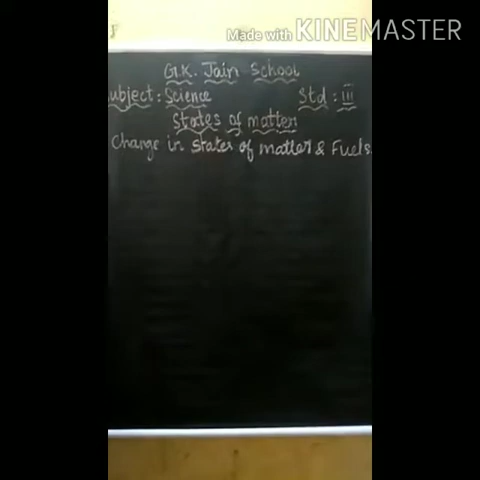 Made with KINEMASTER
G.K. Jain School
ubject : Science Std : III
States of matter
Change in states of matter & Fuels.